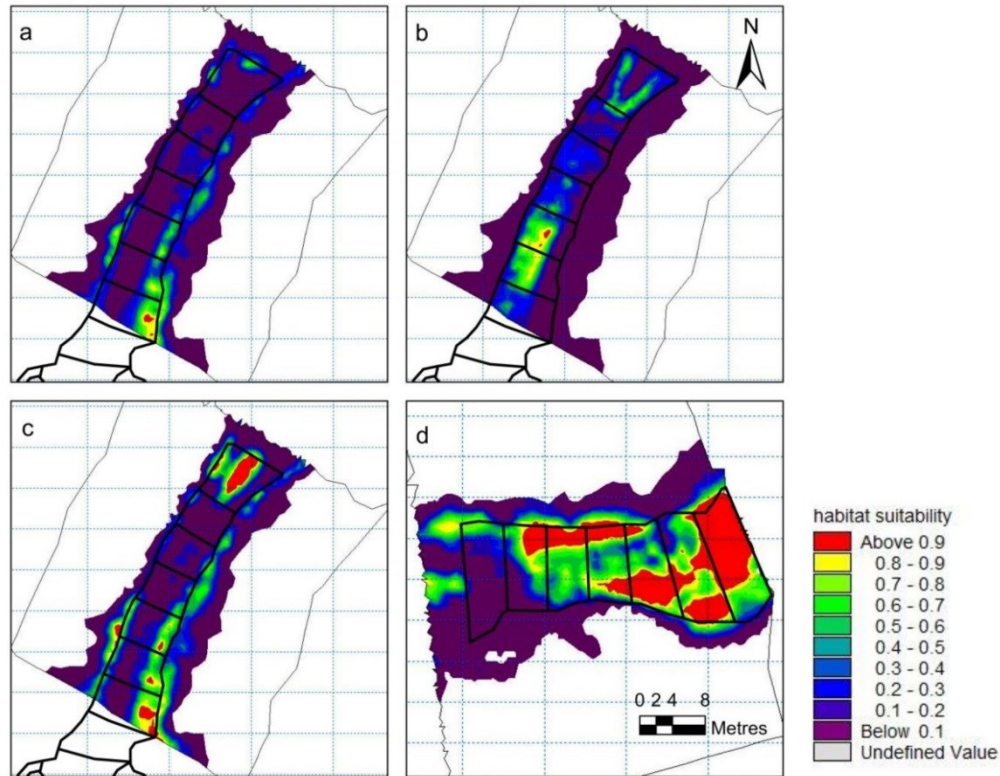 a
b
N
c
d
0 2 4 8
Metres
habitat suitability
Above 0.9
0.8 - 0.9
0.7 - 0.8
0.6 - 0.7
0.5 - 0.6
0.4 - 0.5
0.3 - 0.4
0.2 - 0.3
0.1 - 0.2
Below 0.1
Undefined Value